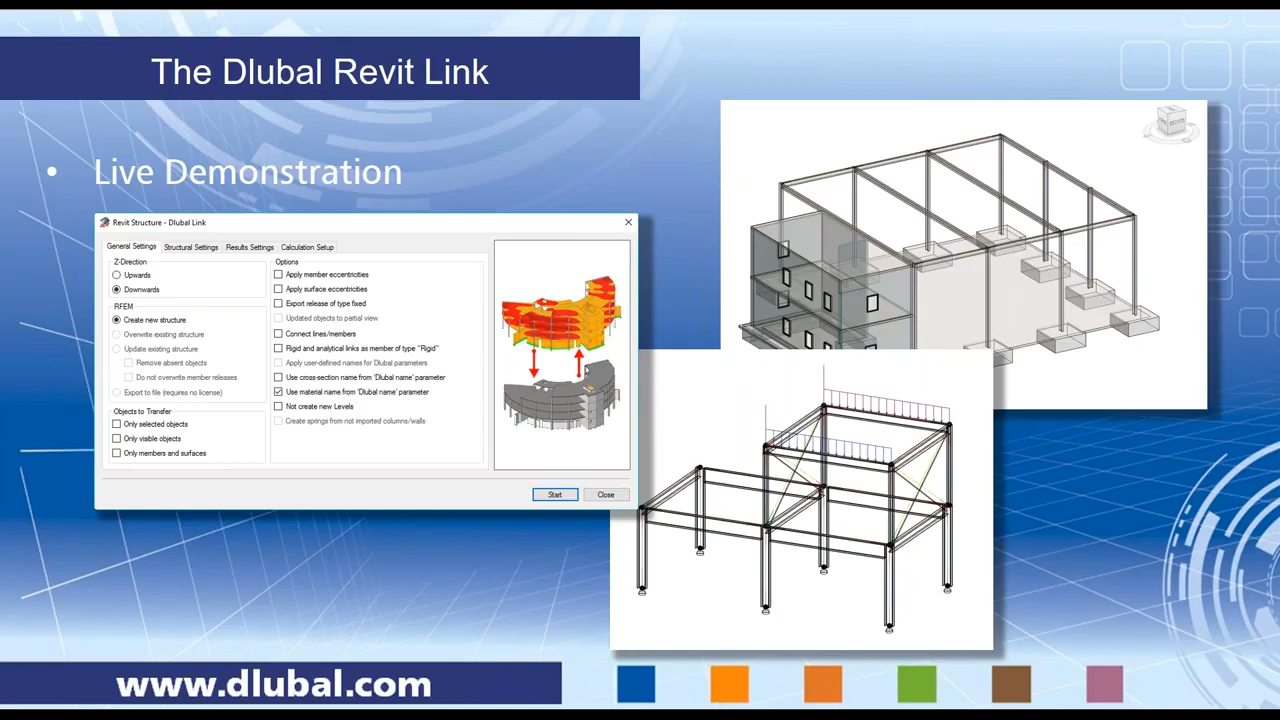 The Dlubal Revit Link
• Live Demonstration
Revit Structure - Dlubal Link
General Settings
Structural Settings
Results Settings
Calculation Setup
Z-Direction
Upwards
Downwards
RFEM
Create new structure
Overwrite existing structure
Update existing structure
Remove absent objects
Do not overwrite member releases
Export to file (requires no license)
Objects to Transfer
Only selected objects
Only visible objects
Only members and surfaces
Options
Apply member eccentricities
Apply surface eccentricities
Export release of type fixed
Updated objects to partial view
Connect lines/members
Rigid and analytical links as member of type "Rigid"
Apply user-defined names for Dlubal parameters
Use cross-section name from 'Dlubal name' parameter
Use material name from 'Dlubal name' parameter
Not create new Levels
Create springs from not imported columns/walls
Start
Close
www.dlubal.com